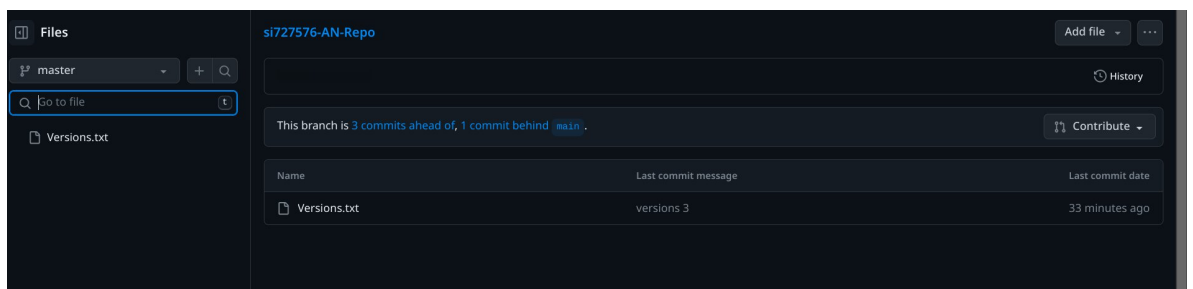 Files
master
Go to file
t
Versions.txt
si727576-AN-Repo
Add file
History
This branch is 3 commits ahead of, 1 commit behind main .
Contribute
Name Last commit message Last commit date
Versions.txt versions 3 33 minutes ago